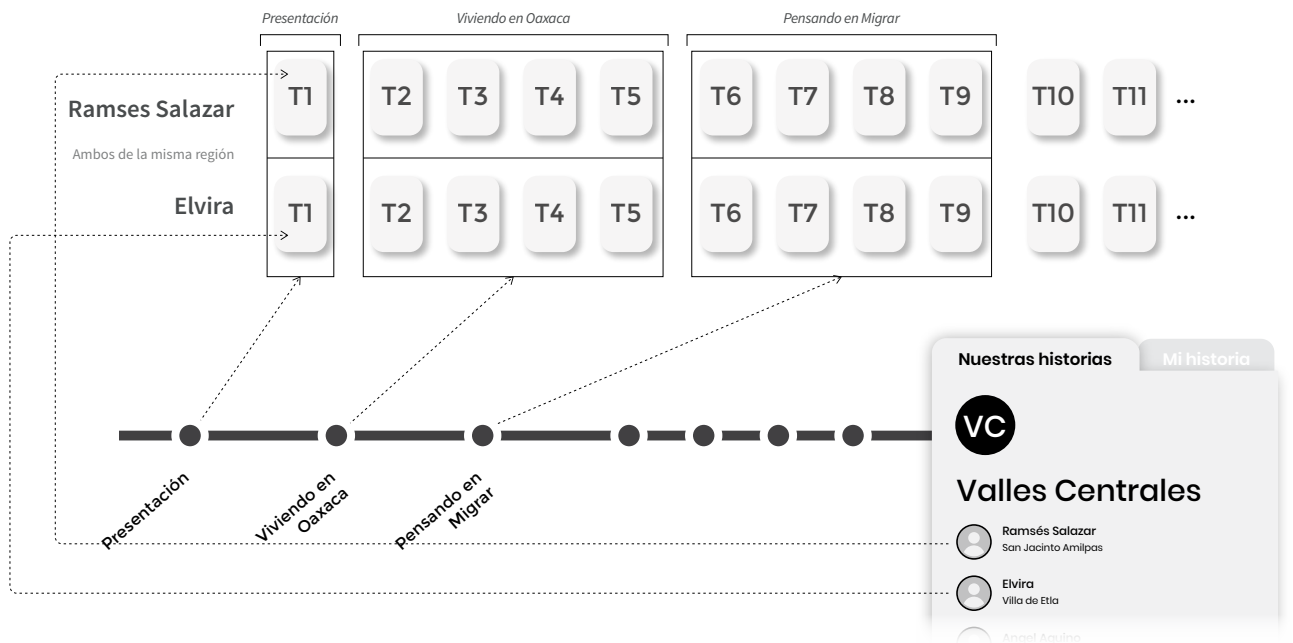 Presentación
Viviendo en Oaxaca
Pensando en Migrar
Ramses Salazar
T1 T2 T3 T4 T5 T6 T7 T8 T9 T10 T11 ...
Ambos de la misma región
Elvira
T1 T2 T3 T4 T5 T6 T7 T8 T9 T10 T11 ...
Presentación
Viviendo en
Oaxaca
Pensando en
Migrar
Nuestras historias
Mi historia
VC
Valles Centrales
Ramsés Salazar
San Jacinto Amilpas
Elvira
Villa de Etla
Angel Aquino